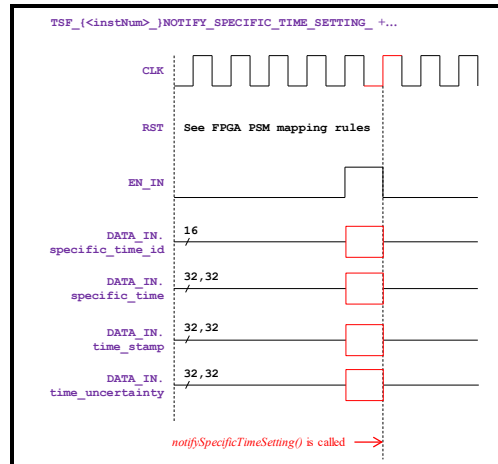 TSF_{<instNum>_}NOTIFY_SPECIFIC_TIME_SETTING_ +...
CLK
RST See FPGA PSM mapping rules
EN_IN
DATA_IN. 16
specific_time_id
DATA_IN. 32,32
specific_time
DATA_IN. 32,32
time_stamp
DATA_IN. 32,32
time_uncertainty
notifySpecificTimeSetting() is called